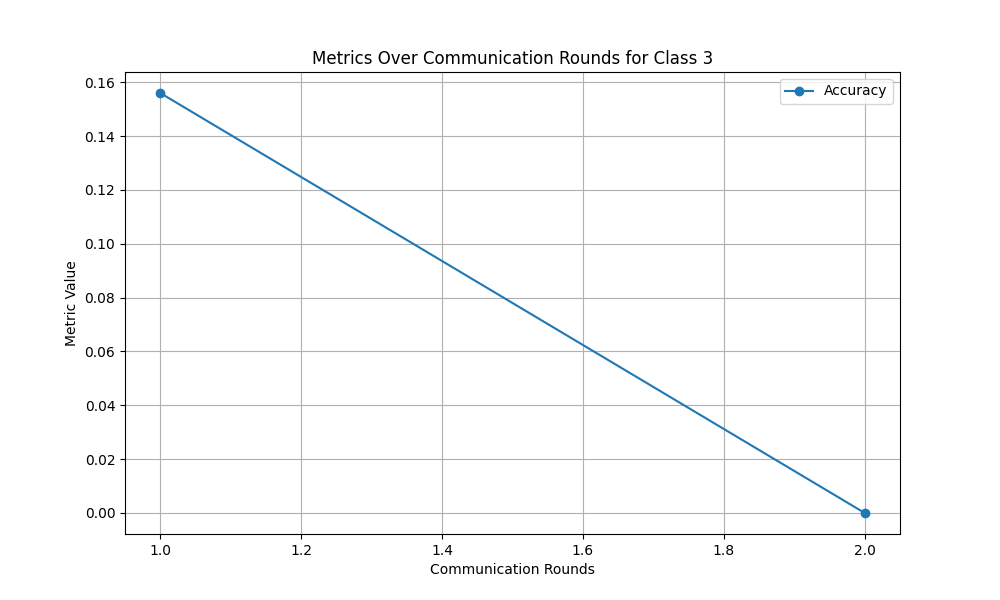 Metrics Over Communication Rounds for Class 3
Accuracy
Metric Value
0.16
0.14
0.12
0.10
0.08
0.06
0.04
0.02
0.00
1.0 1.2 1.4 1.6 1.8 2.0
Communication Rounds